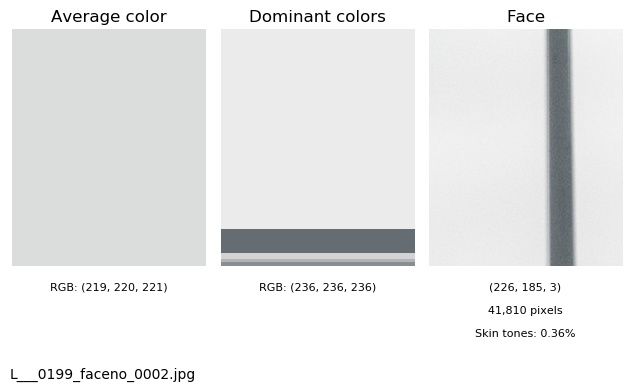 Average color
Dominant colors
Face
RGB: (219, 220, 221)
RGB: (236, 236, 236)
(226, 185, 3)
41,810 pixels
Skin tones: 0.36%
L___0199_faceno_0002.jpg